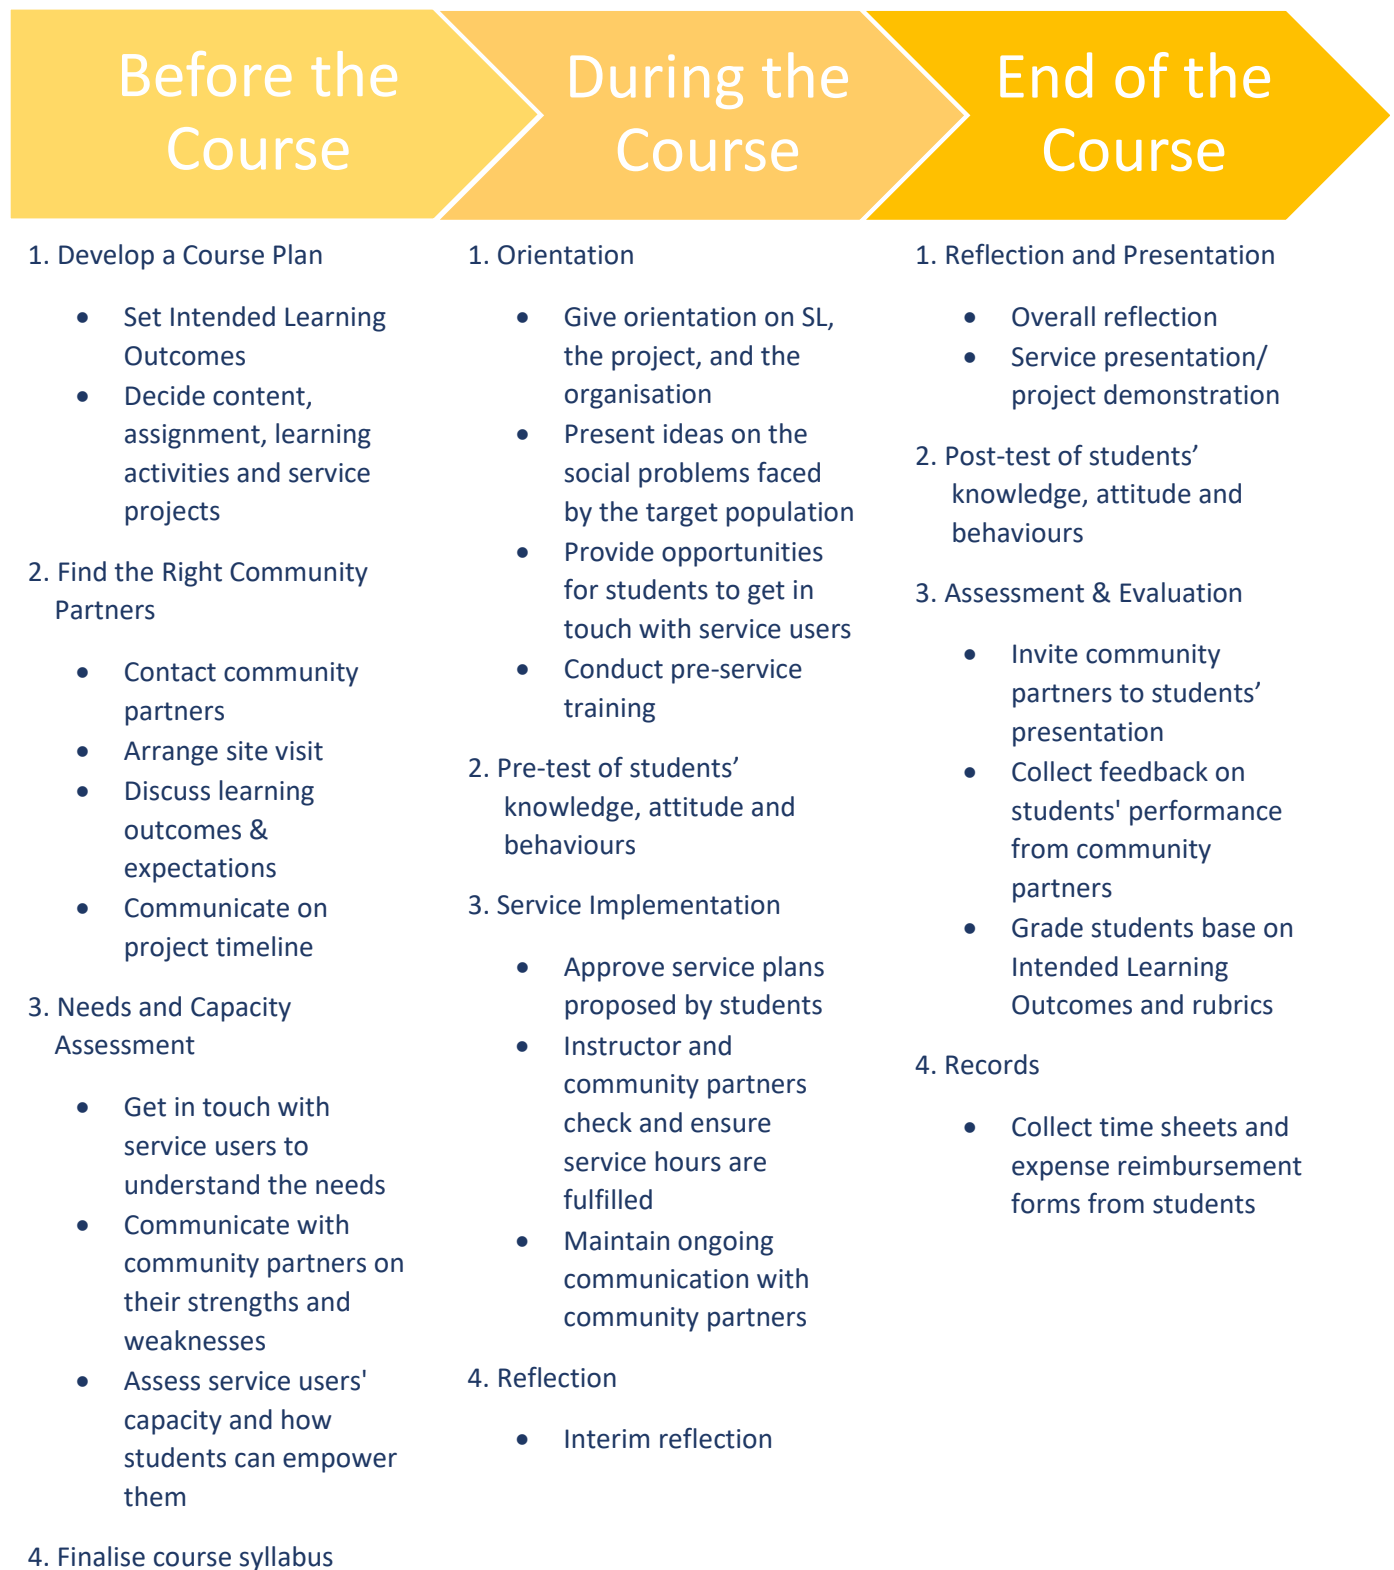 Before the
Course
During the
Course
End of the
Course
1. Develop a Course Plan
• Set Intended Learning
Outcomes
• Decide content,
assignment, learning
activities and service
projects
2. Find the Right Community
Partners
• Contact community
partners
• Arrange site visit
• Discuss learning
outcomes &
expectations
• Communicate on
project timeline
3. Needs and Capacity
Assessment
• Get in touch with
service users to
understand the needs
• Communicate with
community partners on
their strengths and
weaknesses
• Assess service users'
capacity and how
students can empower
them
4. Finalise course syllabus
1. Orientation
• Give orientation on SL,
the project, and the
organisation
• Present ideas on the
social problems faced
by the target population
• Provide opportunities
for students to get in
touch with service users
• Conduct pre-service
training
2. Pre-test of students’
knowledge, attitude and
behaviours
3. Service Implementation
• Approve service plans
proposed by students
• Instructor and
community partners
check and ensure
service hours are
fulfilled
• Maintain ongoing
communication with
community partners
4. Reflection
• Interim reflection
1. Reflection and Presentation
• Overall reflection
• Service presentation/
project demonstration
2. Post-test of students’
knowledge, attitude and
behaviours
3. Assessment & Evaluation
• Invite community
partners to students’
presentation
• Collect feedback on
students' performance
from community
partners
• Grade students base on
Intended Learning
Outcomes and rubrics
4. Records
• Collect time sheets and
expense reimbursement
forms from students